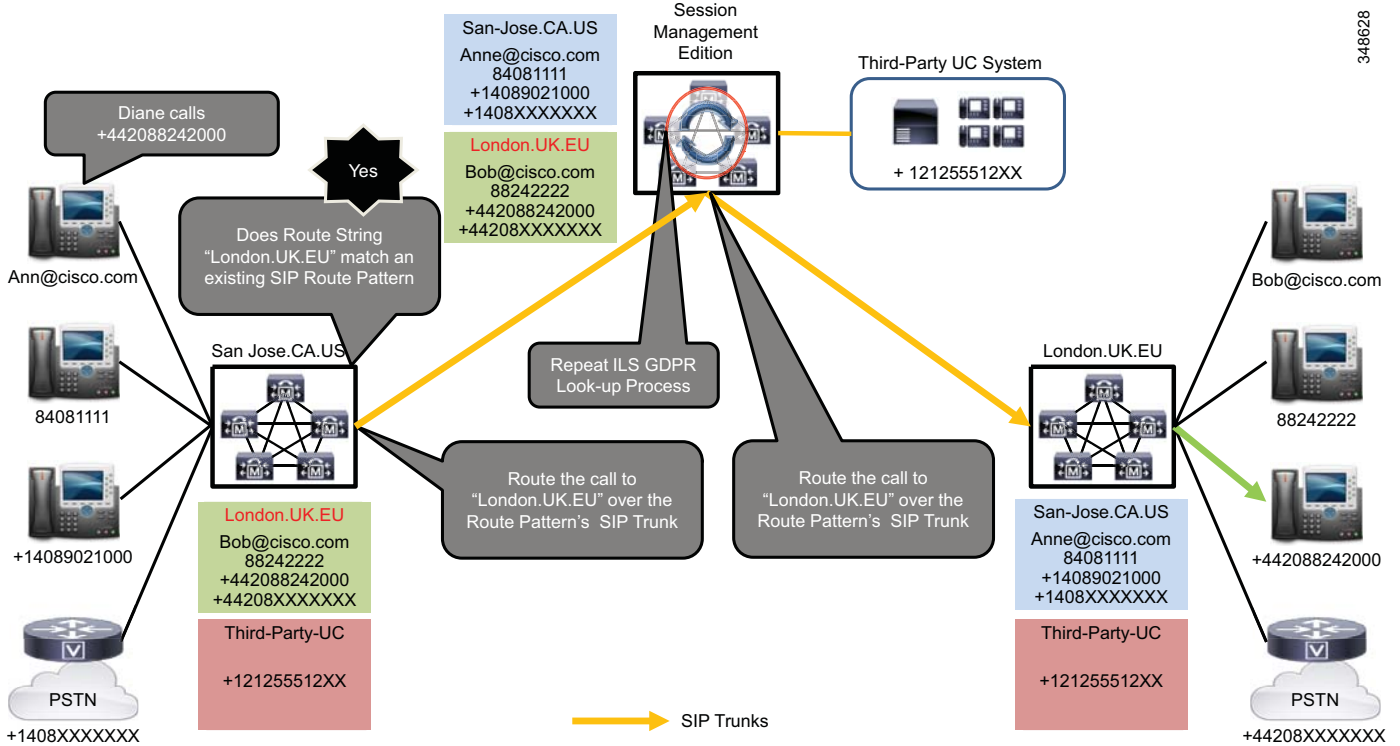 Session
Management
Edition
348628
San-Jose.CA.US
Anne@cisco.com
84081111
+14089021000
+1408XXXXXXX
London.UK.EU
Bob@cisco.com
88242222
+442088242000
+44208XXXXXXX
Third-Party UC System
+ 121255512XX
Diane calls
+442088242000
Yes
Does Route String
“London.UK.EU” match an
existing SIP Route Pattern
Ann@cisco.com
84081111
+14089021000
V
PSTN
+1408XXXXXXX
San Jose.CA.US
M
M
M
M
M
London.UK.EU
Bob@cisco.com
88242222
+442088242000
+44208XXXXXXX
Third-Party-UC
+121255512XX
M
M
M
M
Repeat ILS GDPR
Look-up Process
Route the call to
“London.UK.EU” over the
Route Pattern’s SIP Trunk
Route the call to
“London.UK.EU” over the
Route Pattern’s SIP Trunk
London.UK.EU
M
M
M
M
M
San-Jose.CA.US
Anne@cisco.com
84081111
+14089021000
+1408XXXXXXX
Third-Party-UC
+121255512XX
Bob@cisco.com
88242222
+442088242000
V
PSTN
+44208XXXXXXX
SIP Trunks